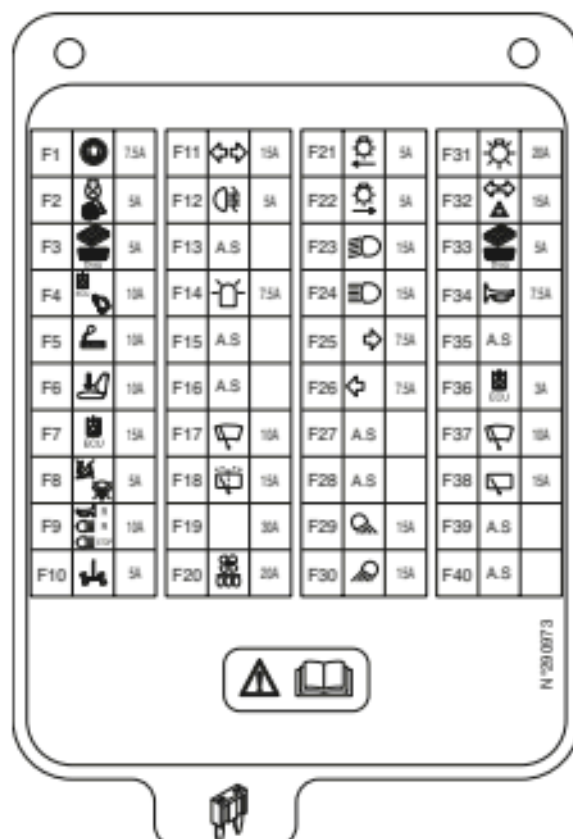 F1 7.5A F11 15A F21 5A F31 20A
F2 5A F12 5A F22 5A F32 15A
F3 5A F13 A.S F23 15A F33 5A
F4 ECU 10A F14 7.5A F24 15A F34 7.5A
F5 10A F15 A.S F25 7.5A F35 A.S
F6 10A F16 A.S F26 7.5A F36 ECU 3A
F7 ECU 15A F17 10A F27 A.S F37 10A
F8 5A F18 15A F28 A.S F38 15A
F9 STOP 10A F19 30A F29 15A F39 A.S
F10 5A F20 20A F30 15A F40 A.S
N°290973